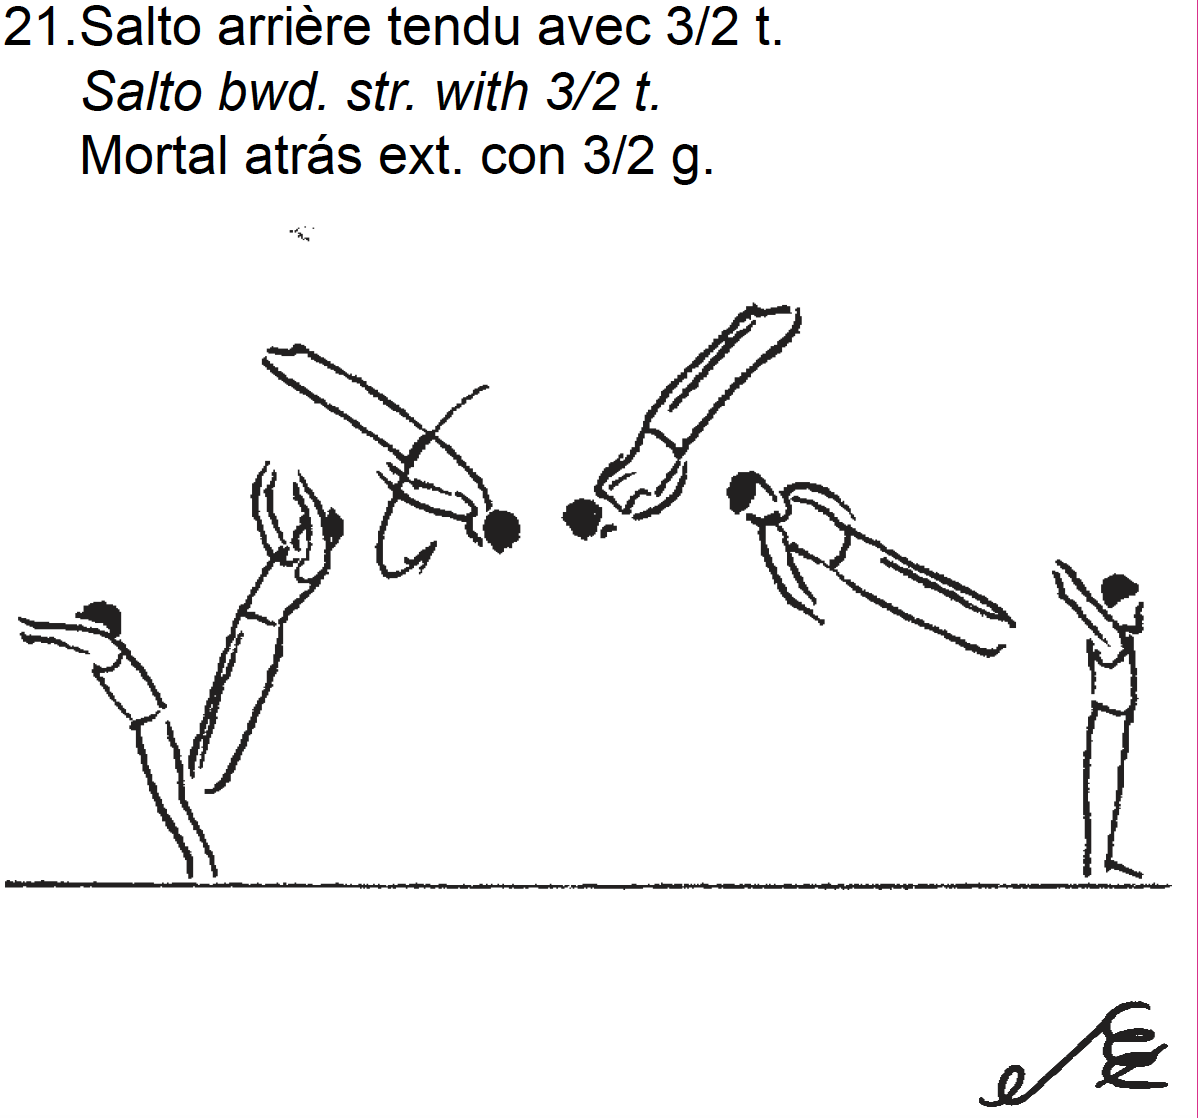 21.Salto arrière tendu avec 3/2 t.
Salto bwd. str. with 3/2 t.
Mortal atrás ext. con 3/2 g.